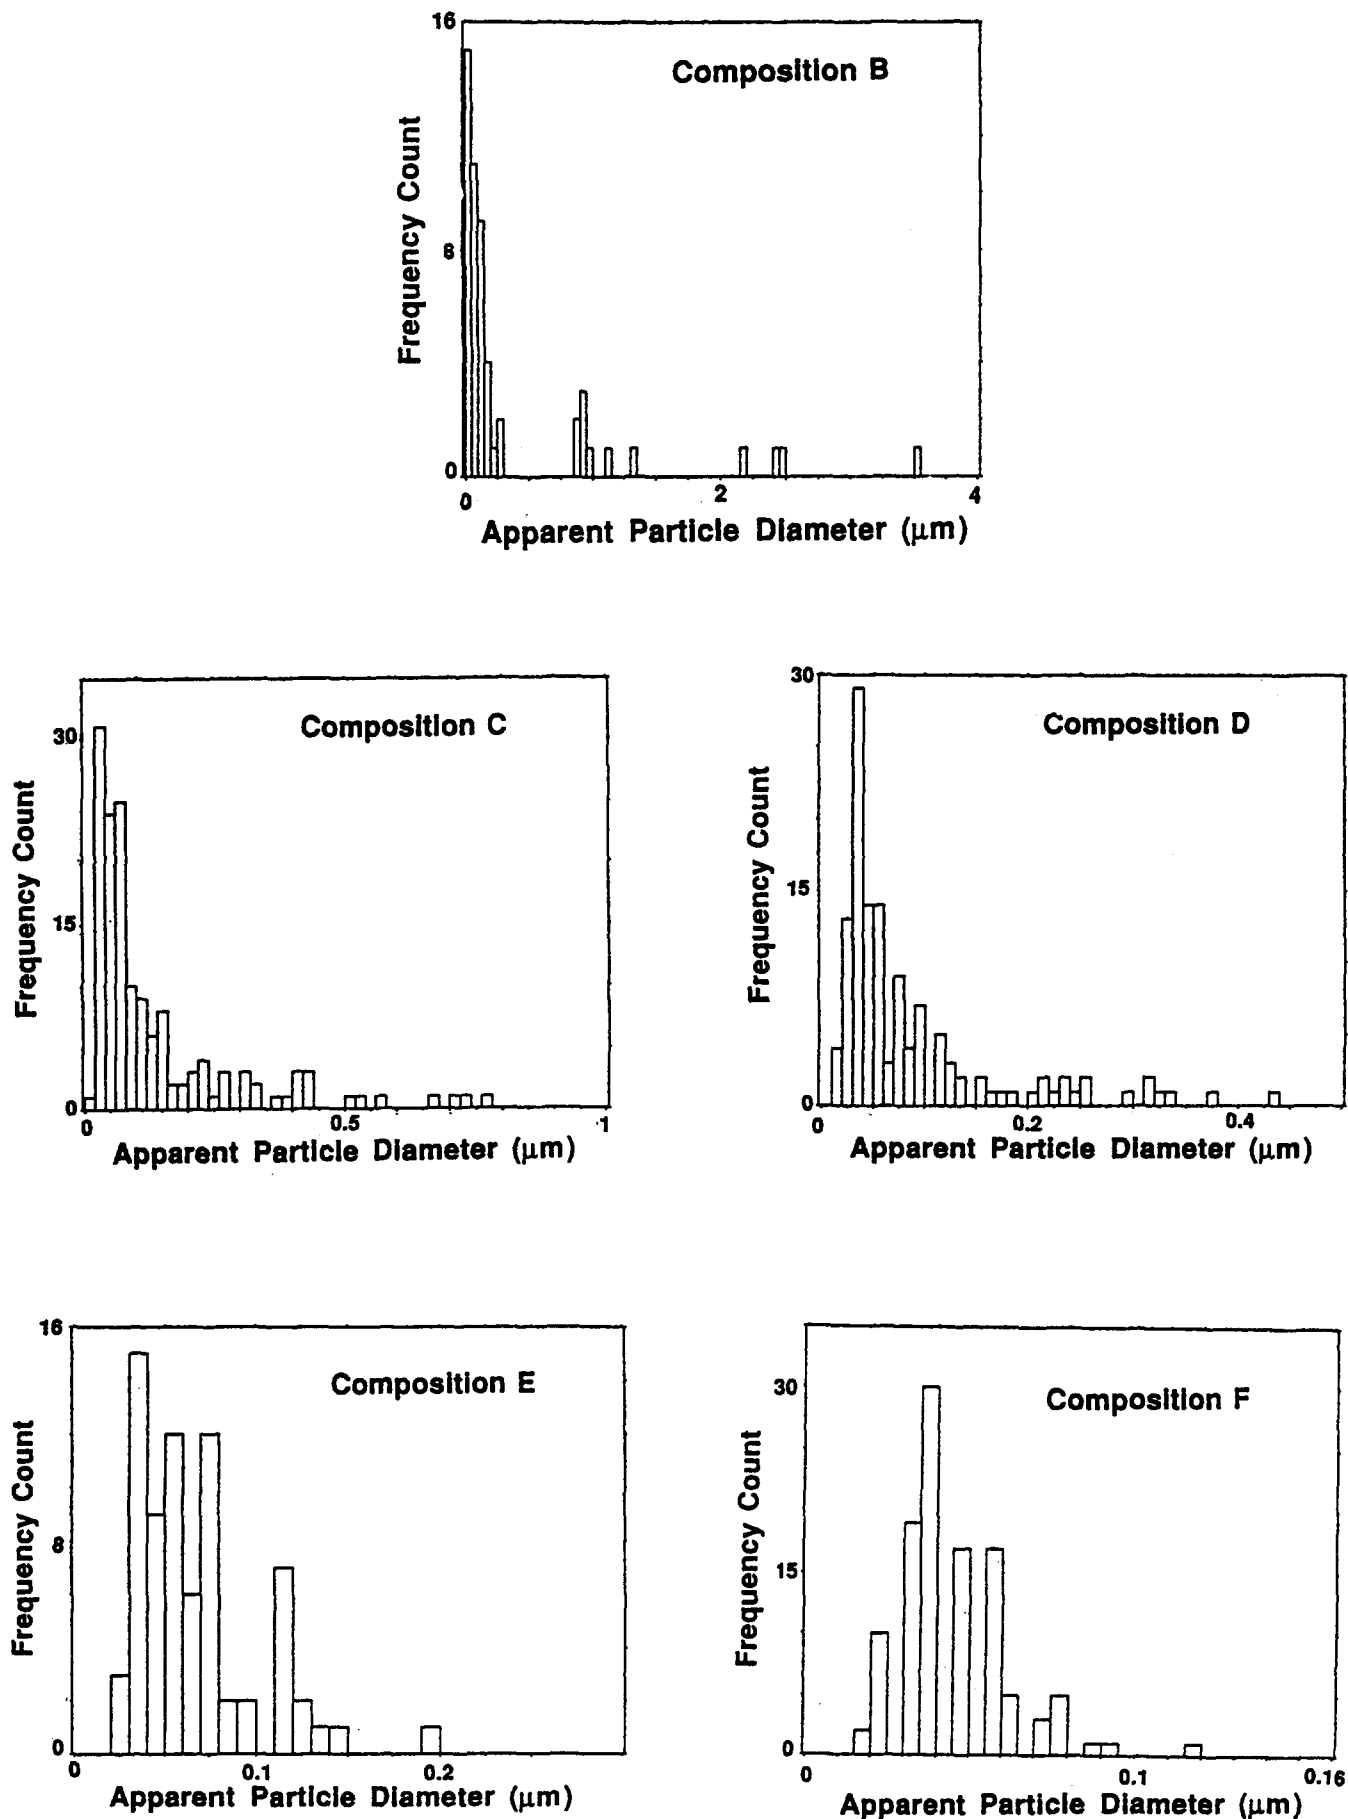 16
Composition B
Frequency Count
8
0
0 2 4
Apparent Particle Diameter (μm)
30
Composition C
Frequency Count
15
0
0 0.5 1
Apparent Particle Diameter (μm)
30
Composition D
Frequency Count
15
0
0 0.2 0.4
Apparent Particle Diameter (μm)
16
Composition E
Frequency Count
8
0
0 0.1 0.2
Apparent Particle Diameter (μm)
30
Composition F
Frequency Count
15
0
0 0.1 0.16
Apparent Particle Diameter (μm)